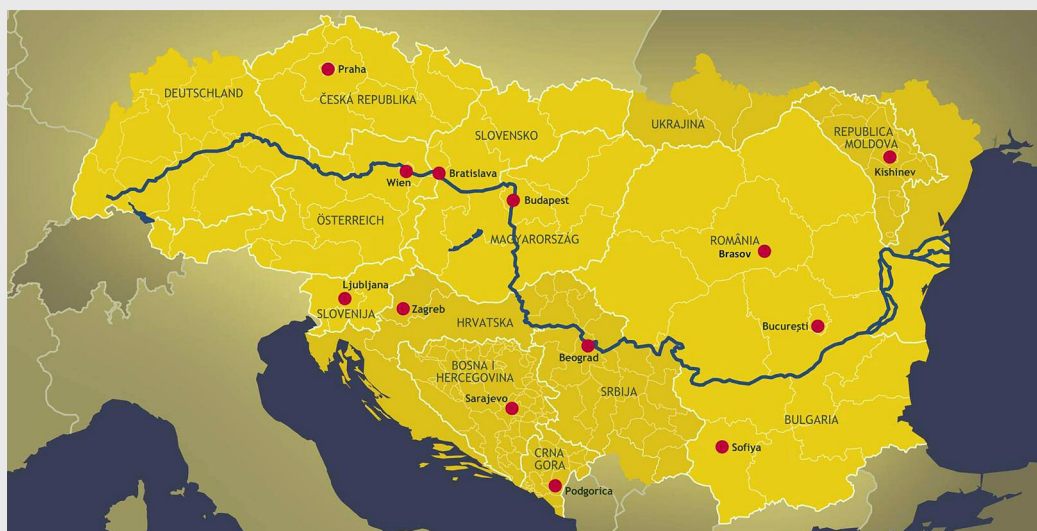 Praha
DEUTSCHLAND
ČESKÁ REPUBLIKA
SLOVENSKO
UKRAJINA
REPUBLICA
MOLDOVA
Kishinev
Wien
Bratislava
Budapest
ÖSTERREICH
MAGYARORSZÁG
ROMÂNIA
Brasov
Ljubljana
SLOVENIJA
Zagreb
HRVATSKA
Bucureşti
Beograd
BOSNA I
HERCEGOVINA
Sarajevo
SRBIJA
BULGARIA
CRNA
GORA
Sofiya
Podgorica